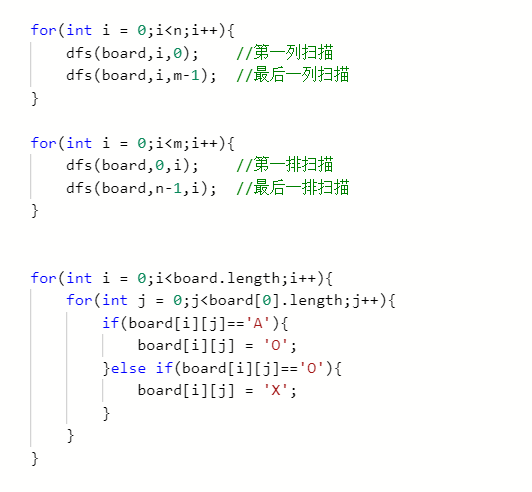 for(int i = 0;i<n;i++){
    dfs(board,i,0);    //第一列扫描
    dfs(board,i,m-1);  //最后一列扫描
}
for(int i = 0;i<m;i++){
    dfs(board,0,i);    //第一排扫描
    dfs(board,n-1,i);  //最后一排扫描
}
for(int i = 0;i<board.length;i++){
    for(int j = 0;j<board[0].length;j++){
        if(board[i][j]=='A'){
            board[i][j] = 'O';
        }else if(board[i][j]=='O'){
            board[i][j] = 'X';
        }
    }
}